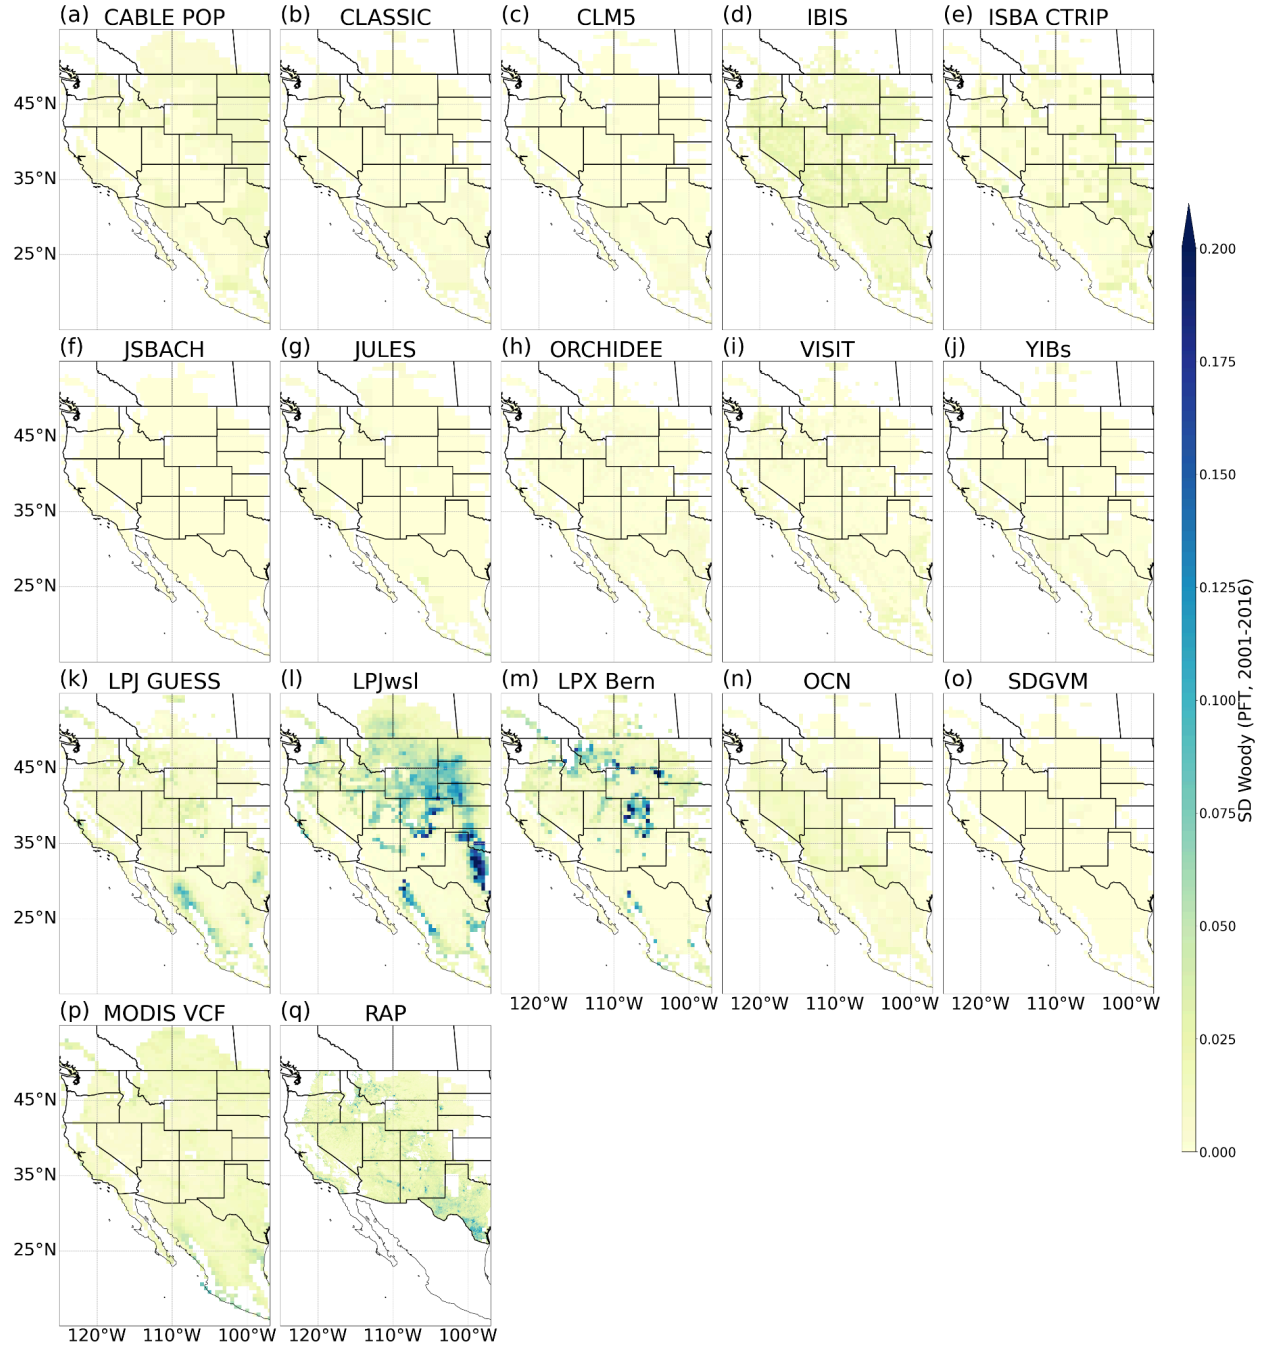 (a) CABLE POP
(b) CLASSIC
(c) CLM5
(d) IBIS
(e) ISBA CTRIP
45°N
35°N
25°N
(f) JSBACH
(g) JULES
(h) ORCHIDEE
(i) VISIT
(j) YIBs
45°N
35°N
25°N
(k) LPJ GUESS
(l) LPJwsl
(m) LPX Bern
(n) OCN
(o) SDGVM
45°N
35°N
25°N
120°W 110°W 100°W
120°W 110°W 100°W
120°W 110°W 100°W
(p) MODIS VCF
(q) RAP
45°N
35°N
25°N
120°W 110°W 100°W
120°W 110°W 100°W
0.200
0.175
0.150
0.125
0.100
0.075
0.050
0.025
0.000
SD Woody (PFT, 2001-2016)